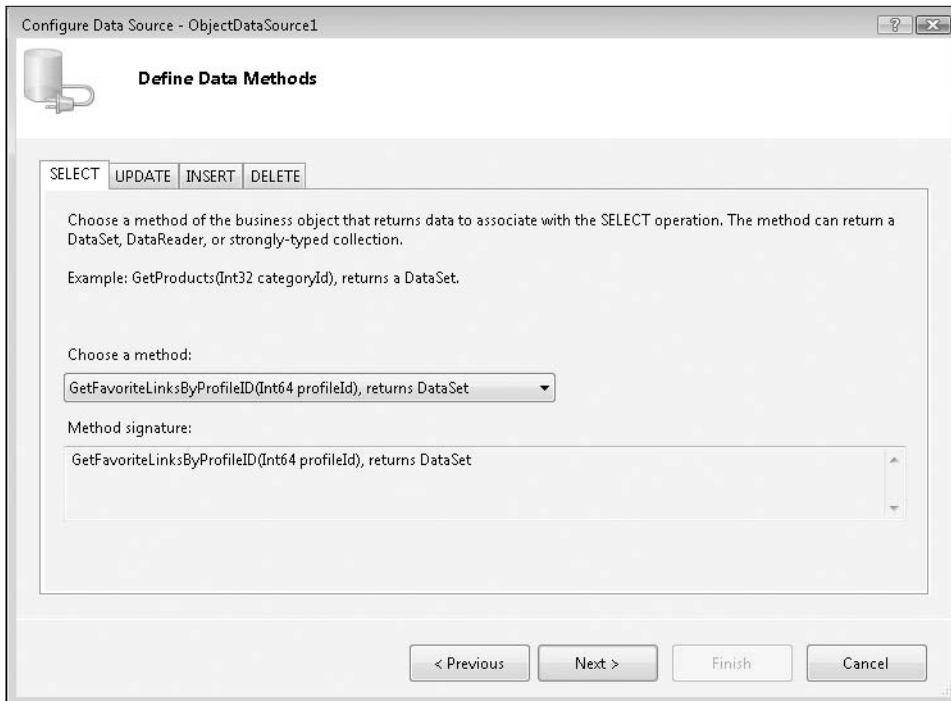 Configure Data Source - ObjectDataSource1
Define Data Methods
SELECT UPDATE INSERT DELETE
Choose a method of the business object that returns data to associate with the SELECT operation. The method can return a
DataSet, DataReader, or strongly-typed collection.
Example: GetProducts(Int32 categoryId), returns a DataSet.
Choose a method:
GetFavoriteLinksByProfileID(Int64 profileId), returns DataSet
Method signature:
GetFavoriteLinksByProfileID(Int64 profileId), returns DataSet
< Previous Next > Finish Cancel